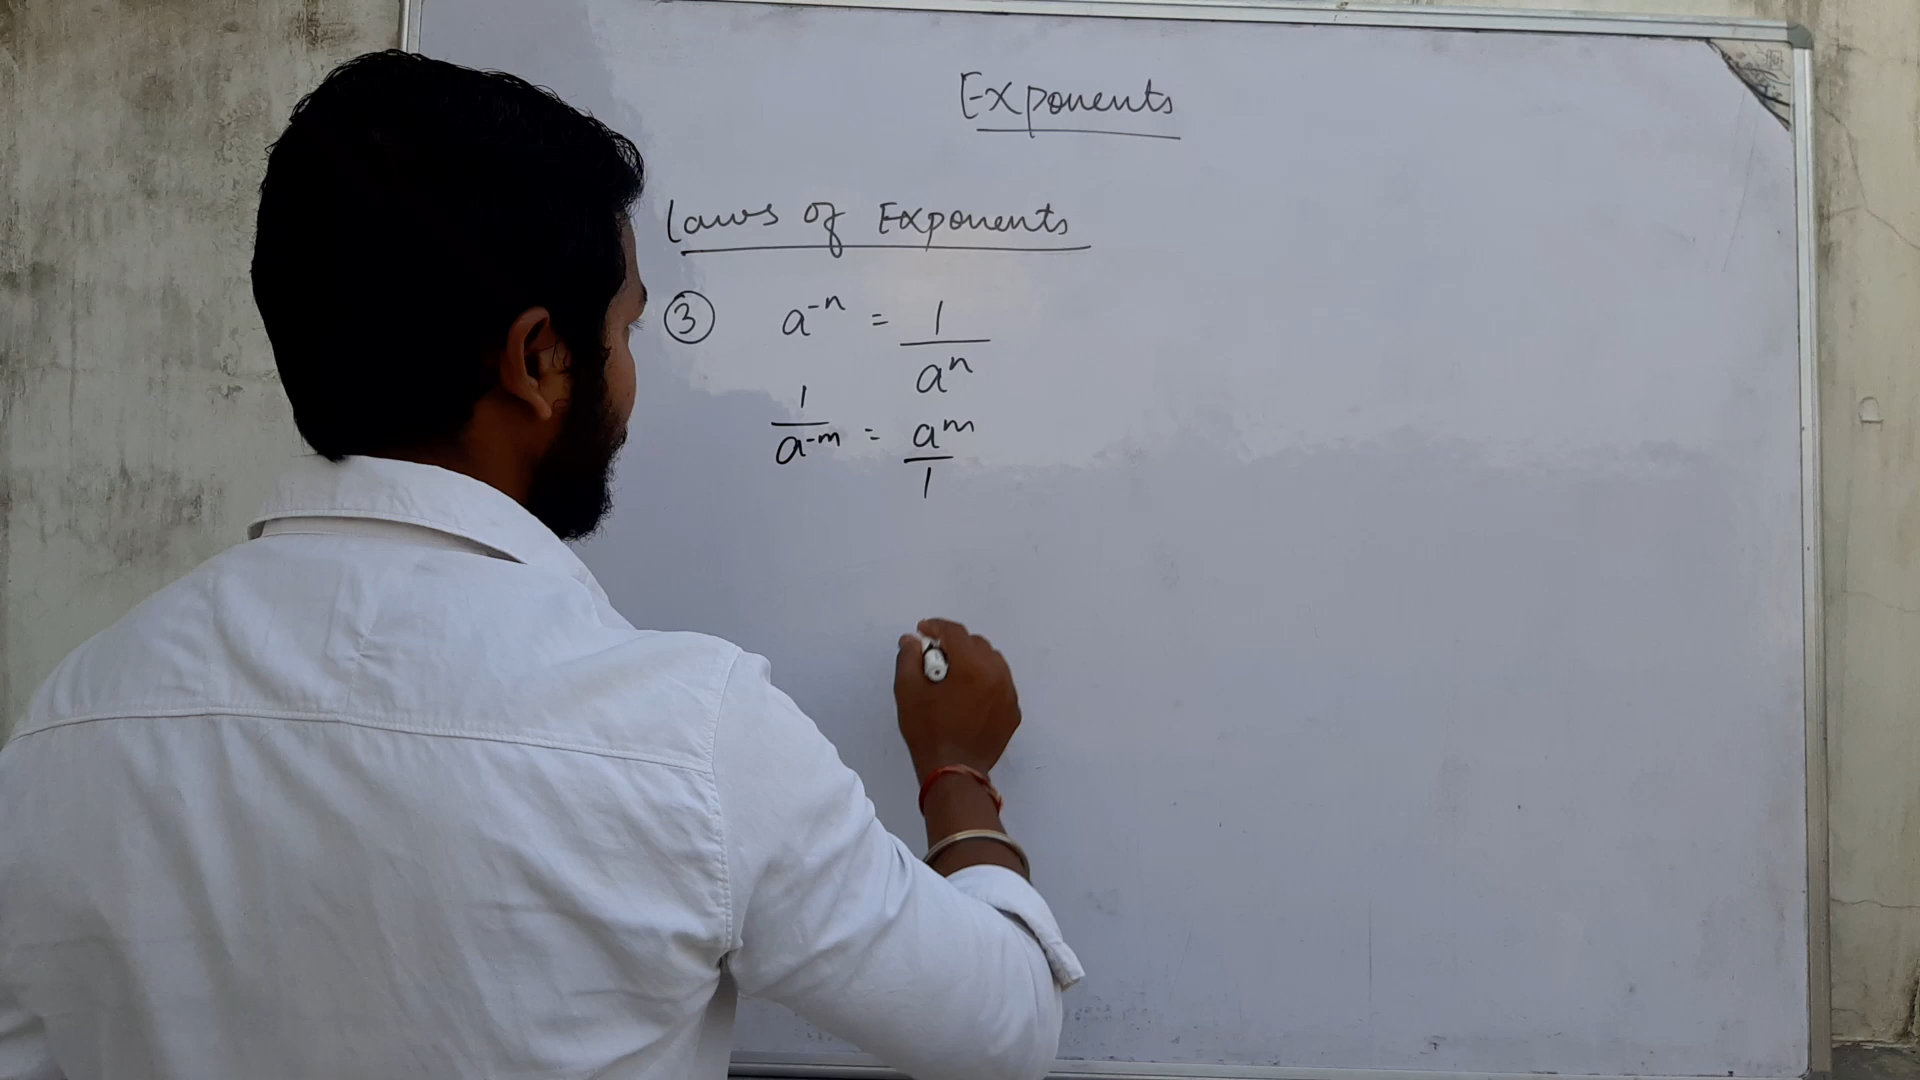 Exponents
Laws of Exponents
③ a⁻ⁿ = 1/aⁿ
1/a⁻ᵐ = aᵐ/1